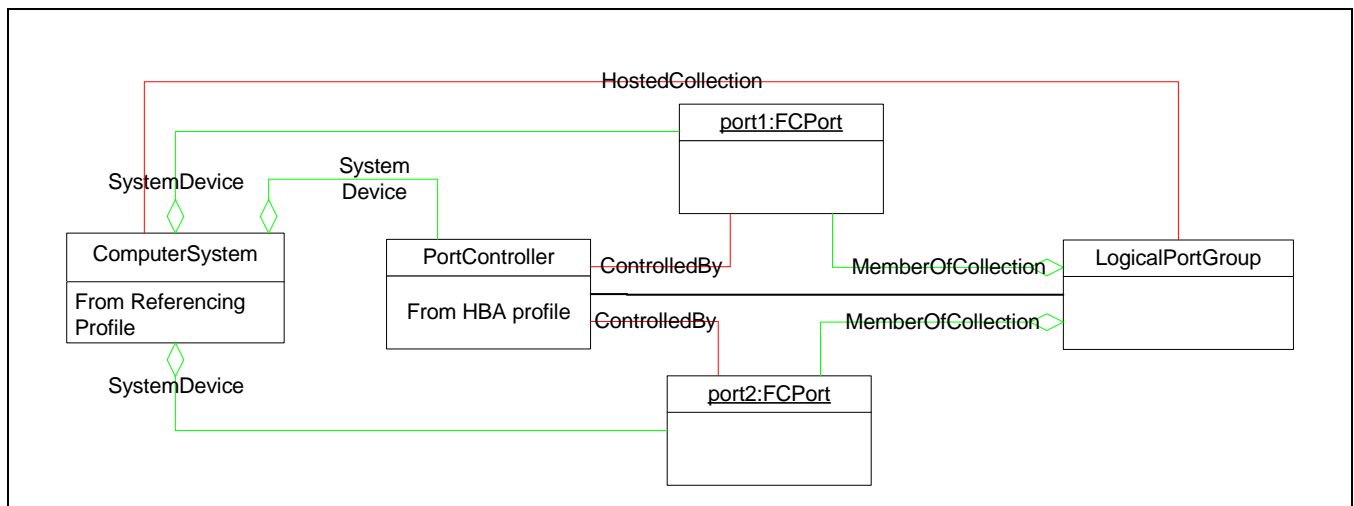 HostedCollection
port1:FCPort
System
Device
SystemDevice
ComputerSystem
From Referencing
Profile
PortController
From HBA profile
ControlledBy
MemberOfCollection
LogicalPortGroup
ControlledBy
MemberOfCollection
SystemDevice
port2:FCPort